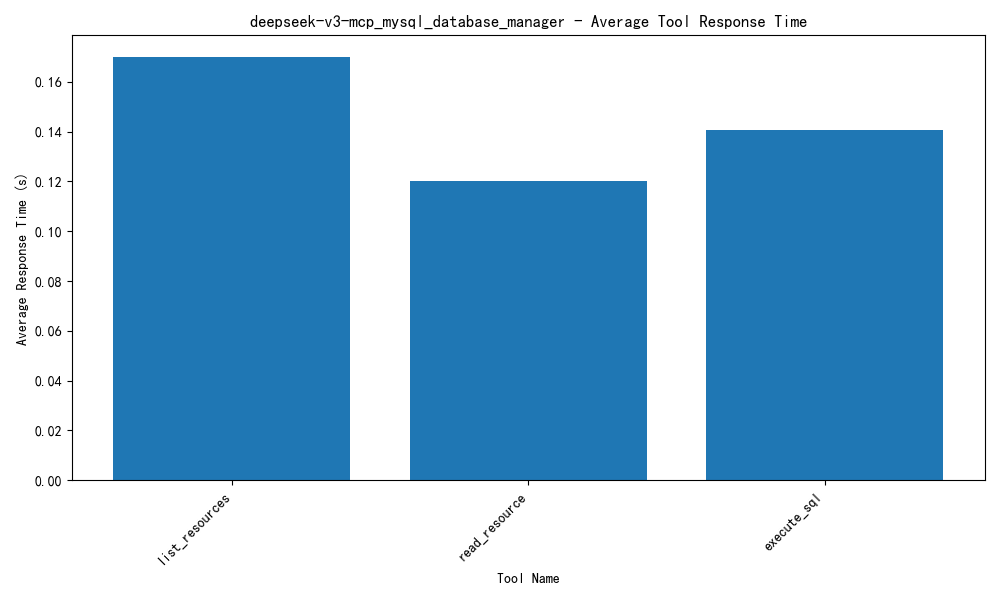 deepseek-v3-mcp_mysql_database_manager - Average Tool Response Time
Average Response Time (s)
0.16
0.14
0.12
0.10
0.08
0.06
0.04
0.02
0.00
list_resources
read_resource
execute_sql
Tool Name